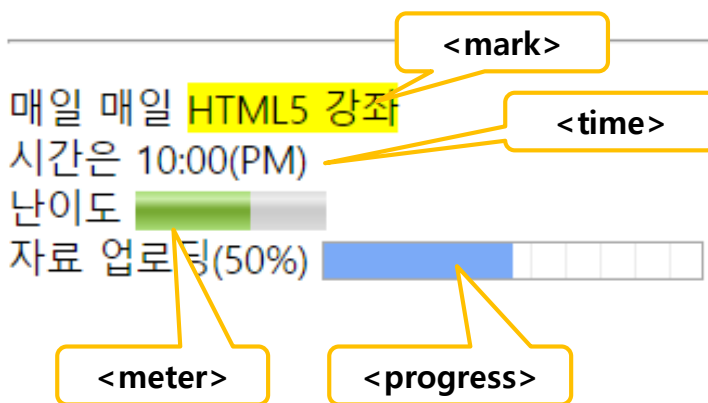 <mark>
매일 매일 HTML5 강좌
<time>
시간은 10:00(PM)
난이도
자료 업로딩(50%)
<meter> <progress>